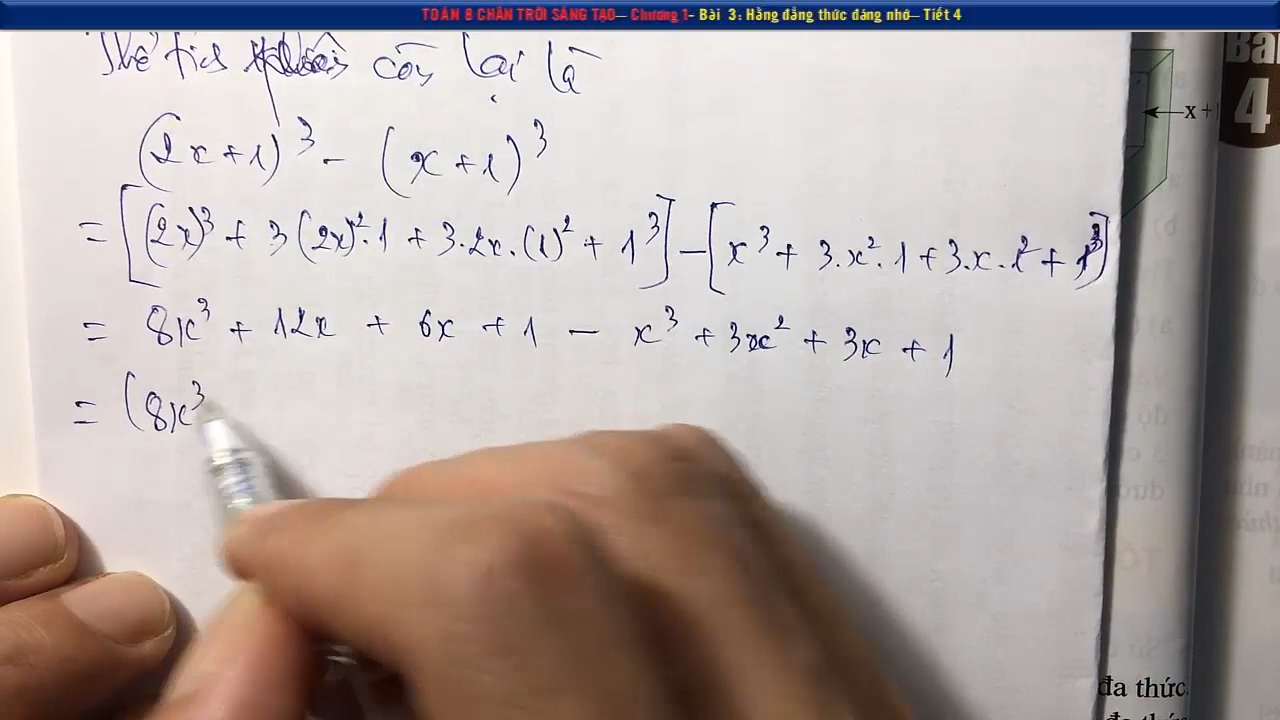 TOÁN 8 CHÂN TRỜI SÁNG TẠO– Chương 1- Bài 3: Hằng đẳng thức đáng nhớ– Tiết 4
Thể tích còn lại là
(2x+1)³ - (x+1)³
= [(2x)³ + 3(2x)².1 + 3.2x.(1)² + 1³] - [x³ + 3.x².1 + 3.x.1² + 1³]
= 8x³ + 12x + 6x + 1 - x³ + 3x² + 3x + 1
= (8x³
x+
4
đa thức.